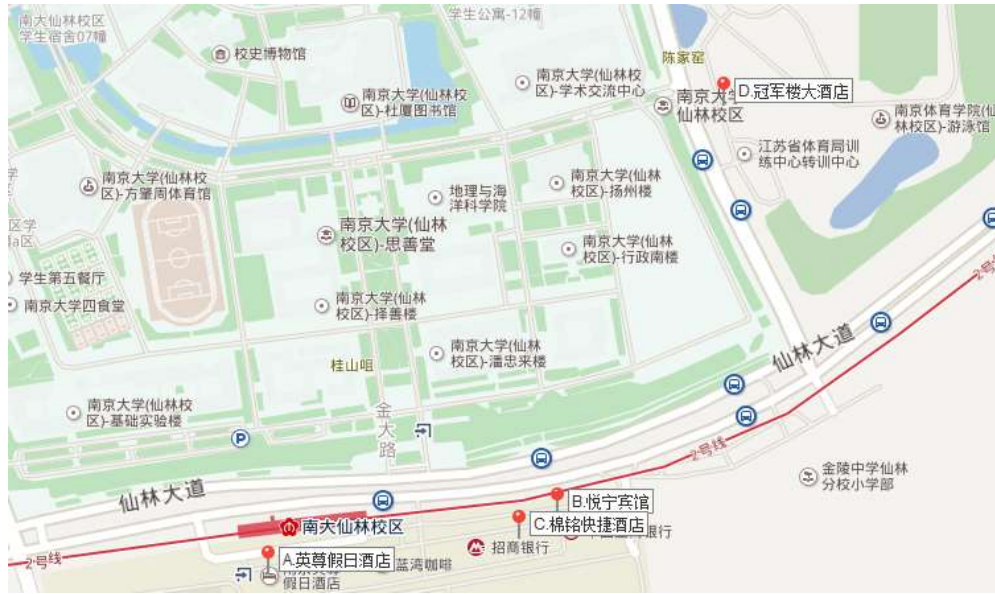 南大仙林校区
学生宿舍07幢
学生公寓-12幢
校史博物馆
陈家窑
南京大学(仙林校
区)-学术交流中心
南京大学(仙林校
区)-杜厦图书馆
D.冠军楼大酒店
仙林校区
南京体育学院(仙
林校区)-游泳馆
江苏省体育局训
练中心转训中心
南京大学(仙林校
区)-方肇周体育馆
地理与海
洋科学院
南京大学(仙林
校区)-扬州楼
南京大学(仙林
校区)-思善堂
南京大学(仙林
校区)-行政南楼
学生第五餐厅
南京大学四食堂
南京大学(仙林
校区)-择善楼
2号线
仙林大道
南京大学(仙林
校区)-潘忠来楼
桂山咀
南京大学(仙林校
区)-基础实验楼
P
金大路
2号线
金陵中学仙林
分校小学部
仙林大道
B.悦宁宾馆
南大仙林校区
C.棉铭快捷酒店
银行
招商银行
2号线
A.英尊假日酒店
蓝湾咖啡
假日酒店